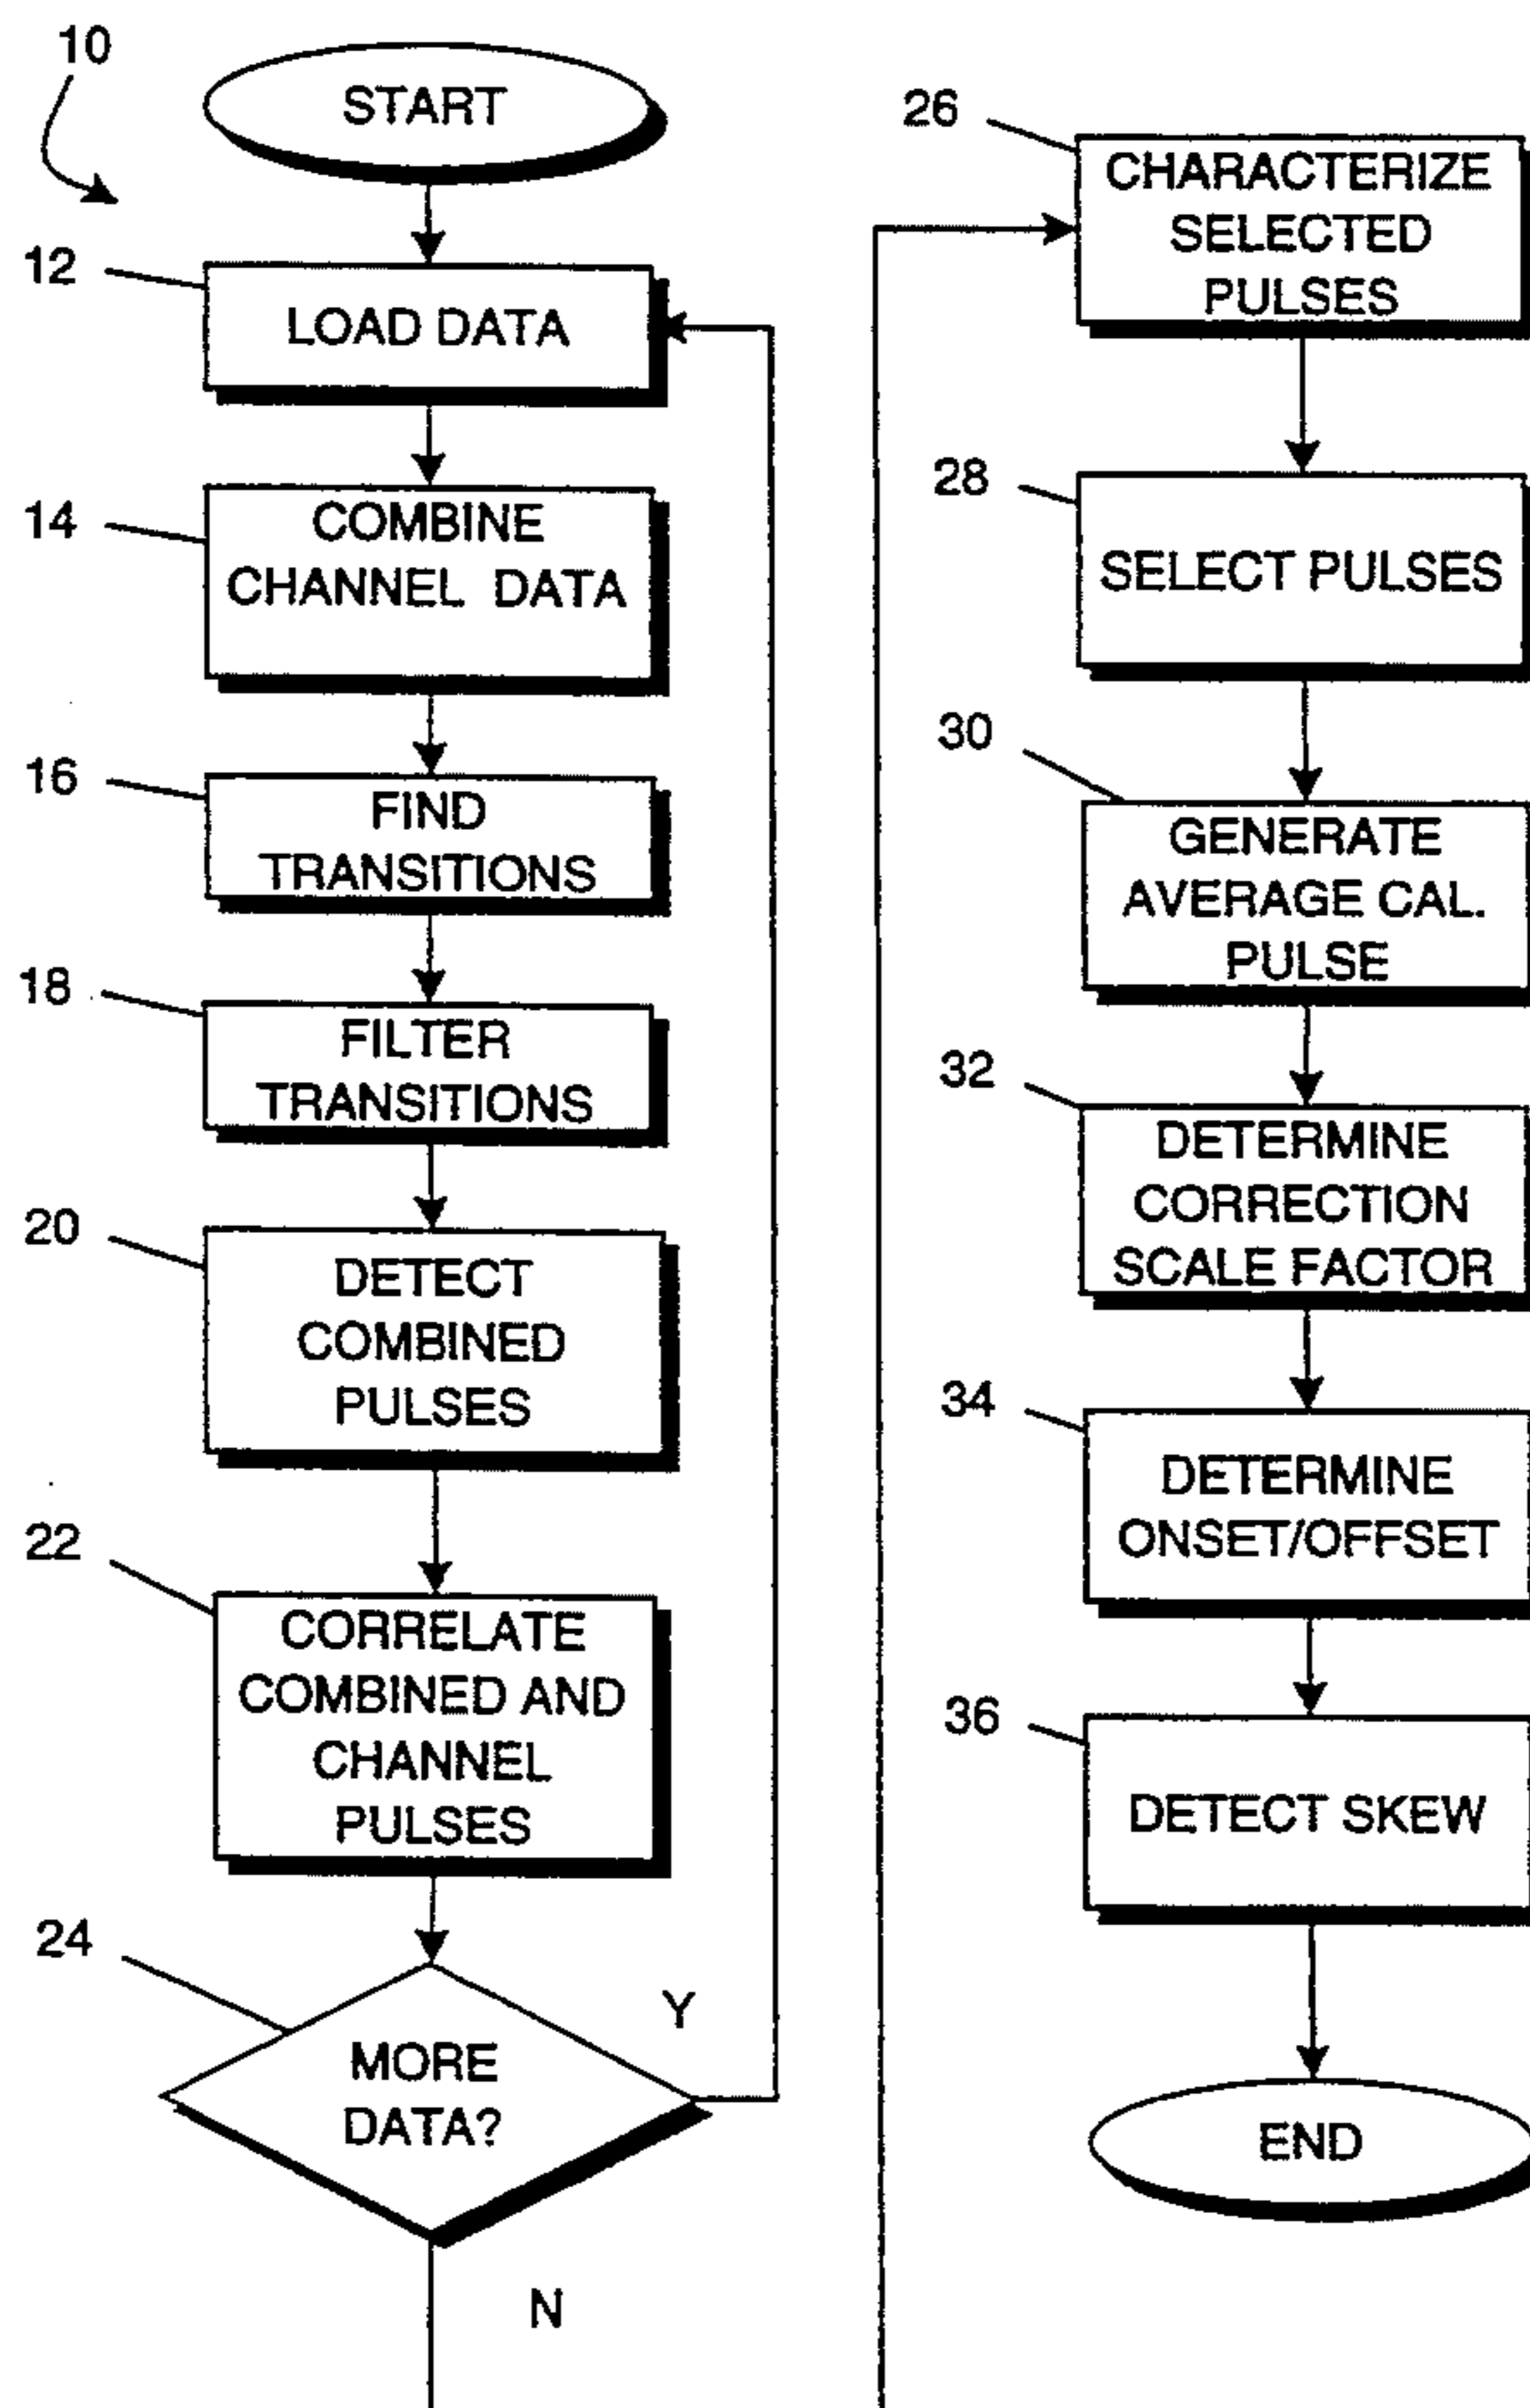 10
START
12
LOAD DATA
14
COMBINE
CHANNEL DATA
16
FIND
TRANSITIONS
18
FILTER
TRANSITIONS
20
DETECT
COMBINED
PULSES
22
CORRELATE
COMBINED AND
CHANNEL
PULSES
24
MORE
DATA?
Y
N
26
CHARACTERIZE
SELECTED
PULSES
28
SELECT PULSES
30
GENERATE
AVERAGE CAL.
PULSE
32
DETERMINE
CORRECTION
SCALE FACTOR
34
DETERMINE
ONSET/OFFSET
36
DETECT SKEW
END